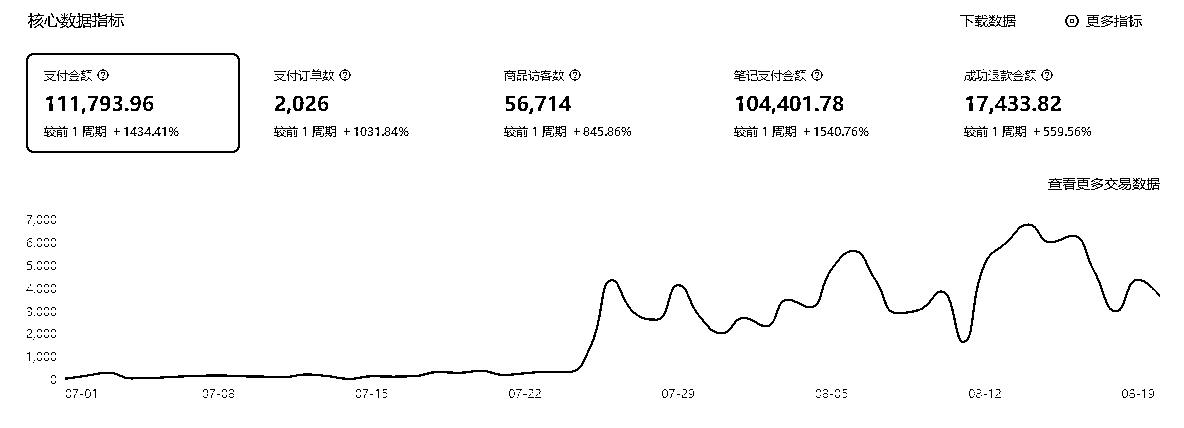 核心数据指标
下载数据
更多指标
支付金额
111,793.96
较前 1 周期 +1434.41%
支付订单数
2,026
较前 1 周期 +1031.84%
商品访客数
56,714
较前 1 周期 +845.86%
笔记支付金额
104,401.78
较前 1 周期 +1540.76%
成功退款金额
17,433.82
较前 1 周期 +559.56%
查看更多交易数据
7,000
6,000
5,000
4,000
3,000
2,000
1,000
0
07-01
07-08
07-15
07-22
07-29
08-05
08-12
08-19